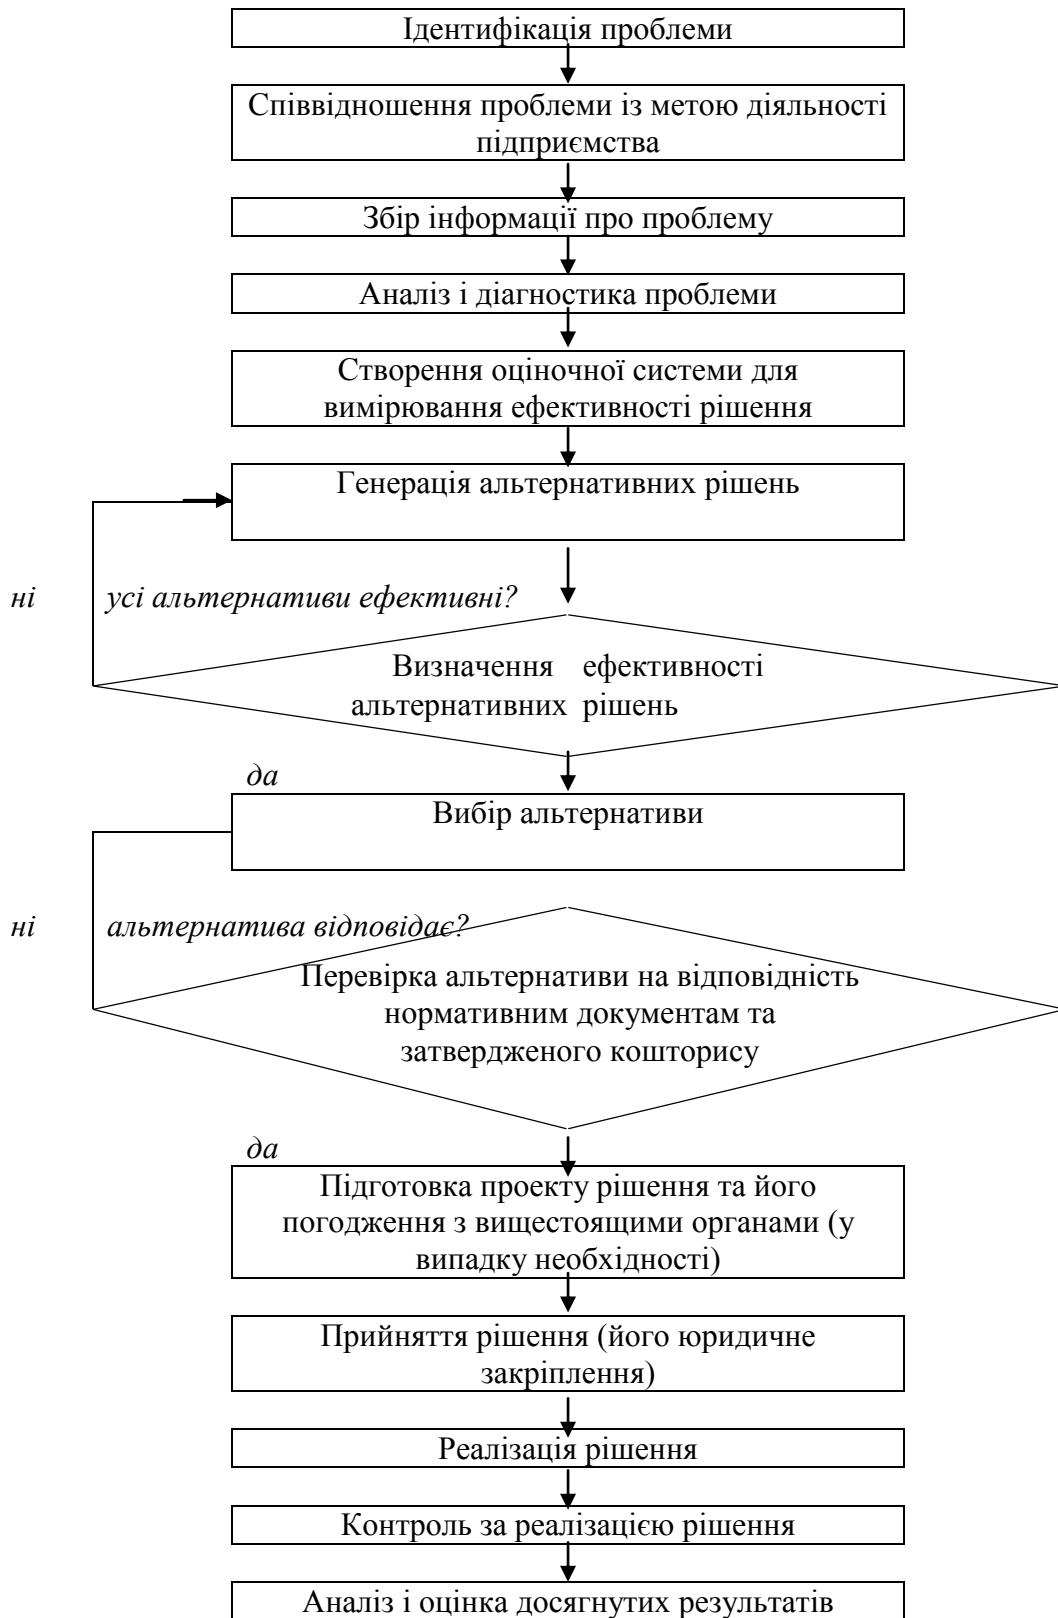 Ідентифікація проблеми
Співвідношення проблеми із метою діяльності
підприємства
Збір інформації про проблему
Аналіз і діагностика проблеми
Створення оціночної системи для
вимірювання ефективності рішення
Генерація альтернативних рішень
ні усі альтернативи ефективні?
Визначення ефективності
альтернативних рішень
да
Вибір альтернативи
ні альтернатива відповідає?
Перевірка альтернативи на відповідність
нормативним документам та
затвердженого кошторису
да
Підготовка проекту рішення та його
погодження з вищестоящими органами (у
випадку необхідності)
Прийняття рішення (його юридичне
закріплення)
Реалізація рішення
Контроль за реалізацією рішення
Аналіз і оцінка досягнутих результатів